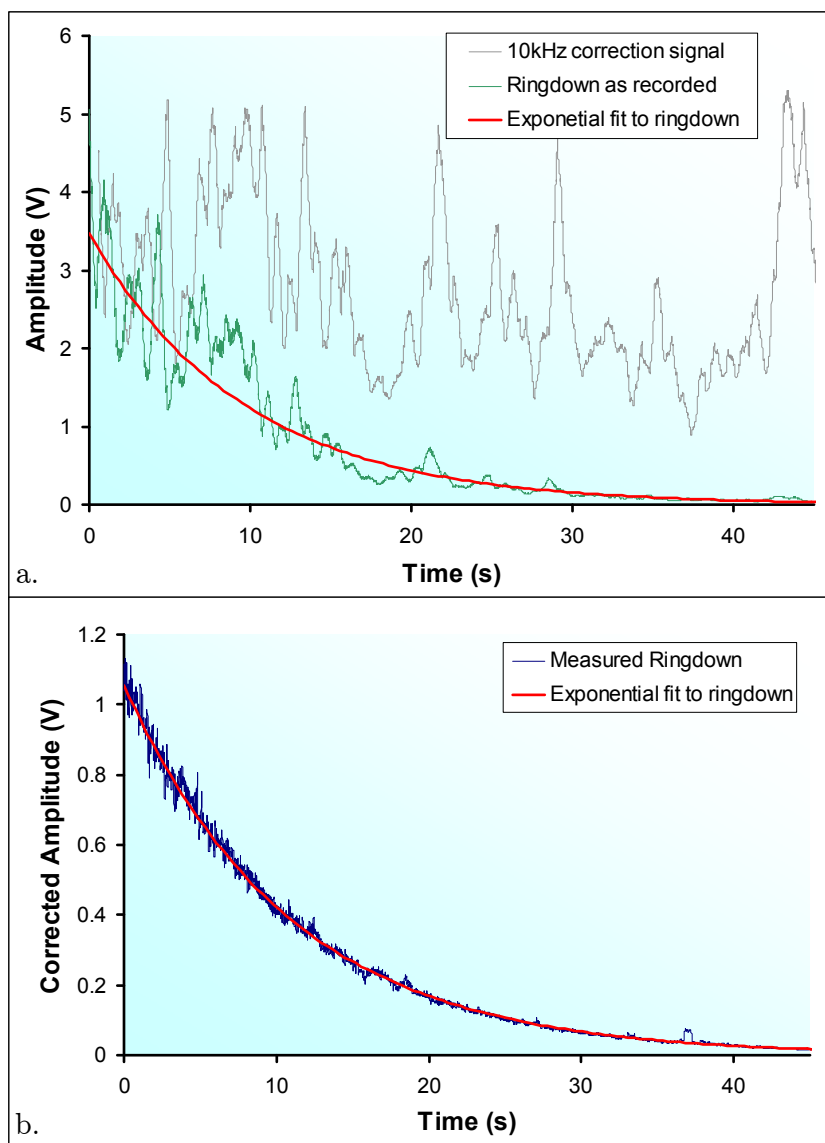 6
10kHz correction signal
Ringdown as recorded
Exponetial fit to ringdown
5
4
3
2
1
0
Amplitude (V)
0 10 20 30 40
Time (s)
a.
1.2
Measured Ringdown
Exponential fit to ringdown
1
0.8
0.6
0.4
0.2
0
Corrected Amplitude (V)
0 10 20 30 40
Time (s)
b.